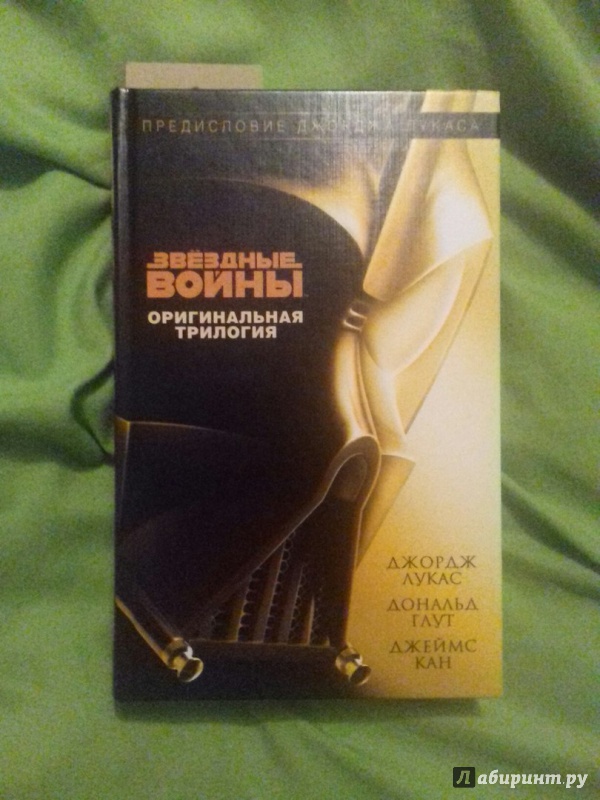 ПРЕДИСЛОВИЕ ДЖОРДЖА ЛУКАСА
ЗВЁЗДНЫЕ
ВОЙНЫ
ОРИГИНАЛЬНАЯ
ТРИЛОГИЯ
ДЖОРДЖ
ЛУКАС
ДОНАЛЬД
ГЛУТ
ДЖЕЙМС
КАН
Лабиринт.ру